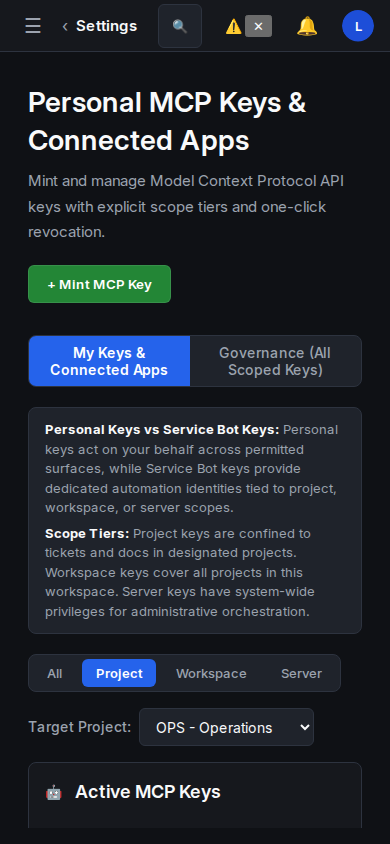 ☰ ‹ Settings 🔍 ⚠️ ✕ 🔔 L
Personal MCP Keys &
Connected Apps
Mint and manage Model Context Protocol API
keys with explicit scope tiers and one-click
revocation.
+ Mint MCP Key
My Keys &
Connected Apps
Governance (All
Scoped Keys)
Personal Keys vs Service Bot Keys: Personal
keys act on your behalf across permitted
surfaces, while Service Bot keys provide
dedicated automation identities tied to project,
workspace, or server scopes.
Scope Tiers: Project keys are confined to
tickets and docs in designated projects.
Workspace keys cover all projects in this
workspace. Server keys have system-wide
privileges for administrative orchestration.
All Project Workspace Server
Target Project: OPS - Operations
🤖 Active MCP Keys